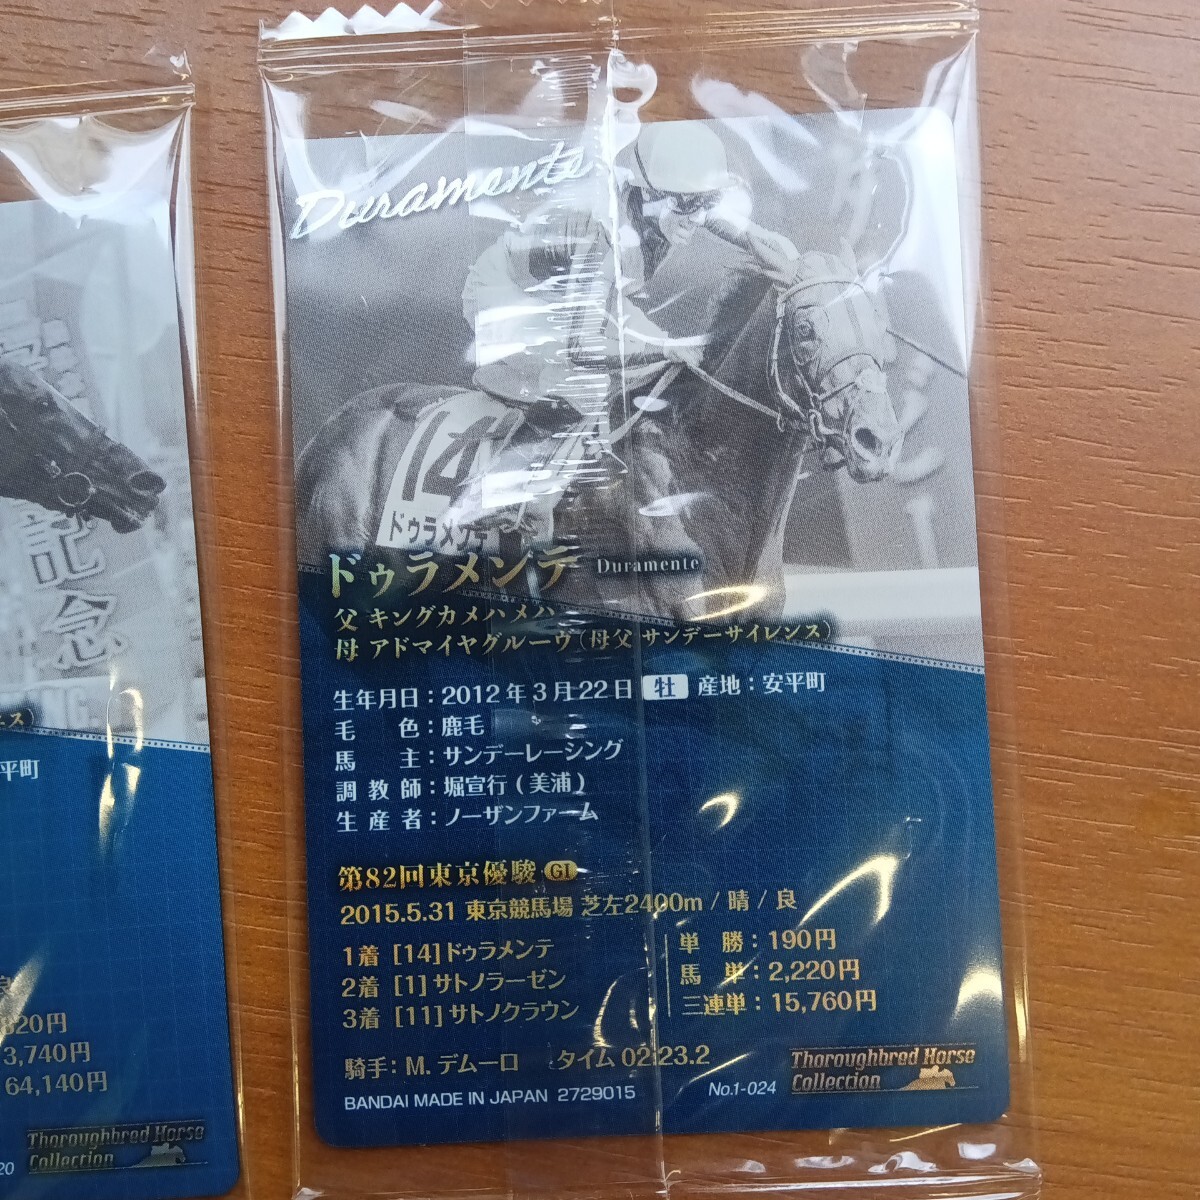 Duramente
14
ドゥラメンテ
ドゥラメンテ Duramente
父 キングカメハメハ
母 アドマイヤグルーヴ(母父 サンデーサイレンス)
生年月日：2012年3月22日 牡 産地：安平町
毛色：鹿毛
馬主：サンデーレーシング
調教師：堀宣行(美浦)
生産者：ノーザンファーム
第82回東京優駿 GI
2015.5.31 東京競馬場 芝左2400m / 晴 / 良
1着 [14]ドゥラメンテ
2着 [1]サトノラーゼン
3着 [11]サトノクラウン
単勝：190円
馬単：2,220円
三連単：15,760円
騎手：M. デムーロ タイム 02:23.2
BANDAI MADE IN JAPAN 2729015
No.1-024
Thoroughbred Horse
Collection
記念
ス)
平町
良
820円
3,740円
64,140円
Thoroughbred Horse
Collection
20